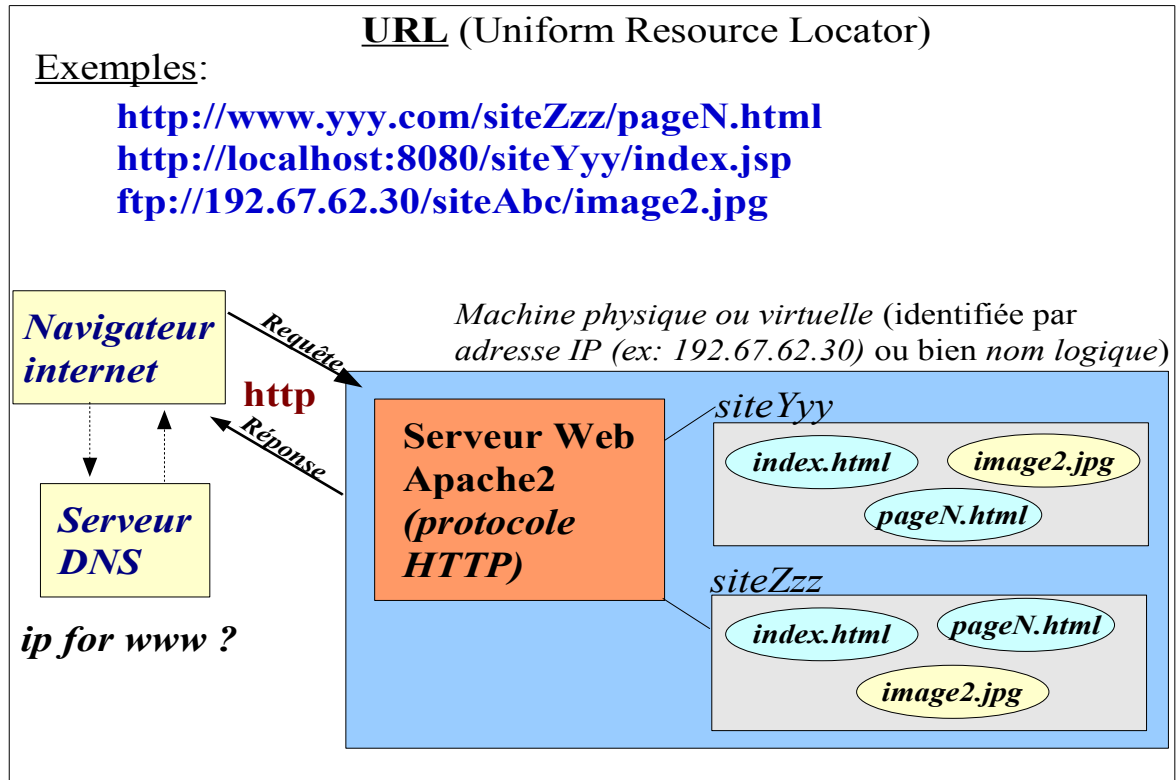 URL (Uniform Resource Locator)
Exemples:
http://www.yyy.com/siteZzz/pageN.html
http://localhost:8080/siteYyy/index.jsp
ftp://192.67.62.30/siteAbc/image2.jpg
Navigateur
internet
Requête
http
Réponse
Serveur
DNS
ip for www ?
Machine physique ou virtuelle (identifiée par
adresse IP (ex: 192.67.62.30) ou bien nom logique)
Serveur Web
Apache2
(protocole
HTTP)
siteYyy
index.html
image2.jpg
pageN.html
siteZzz
index.html
pageN.html
image2.jpg